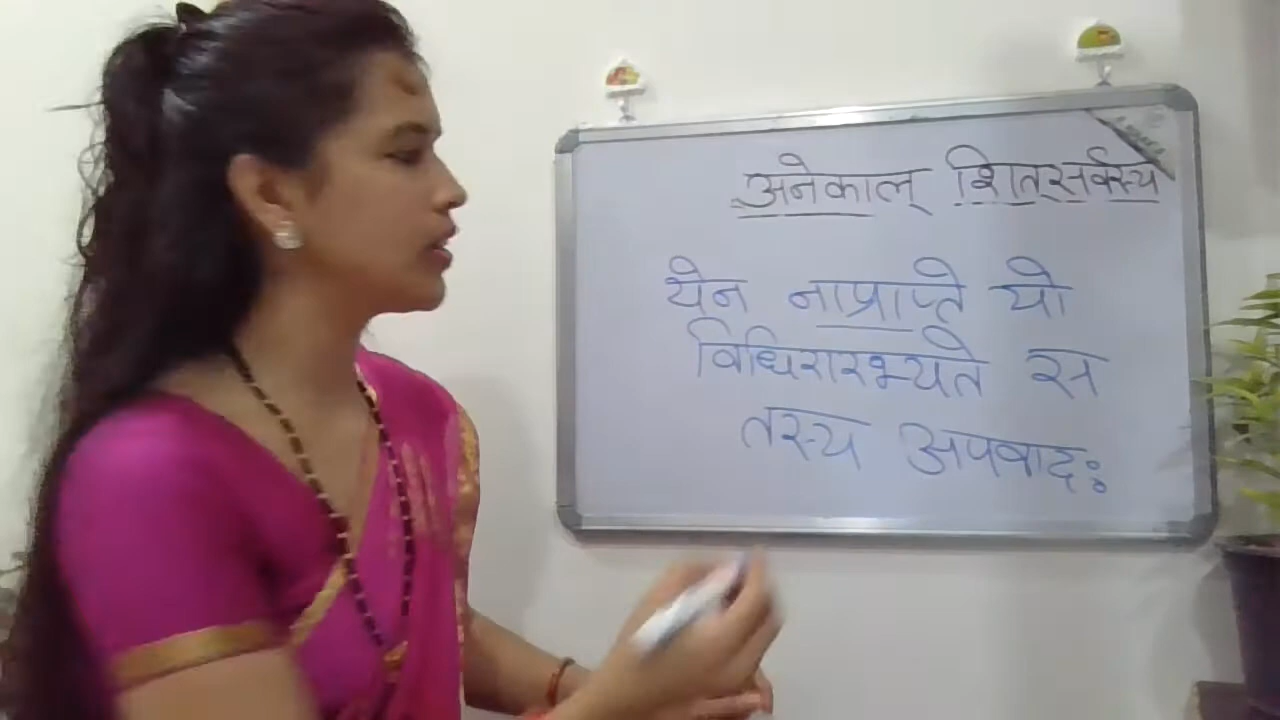 अनेकाल् शित्सर्वस्य
येन नाप्राप्ते यो
विधिरारभ्यते स
तस्य अपवादः